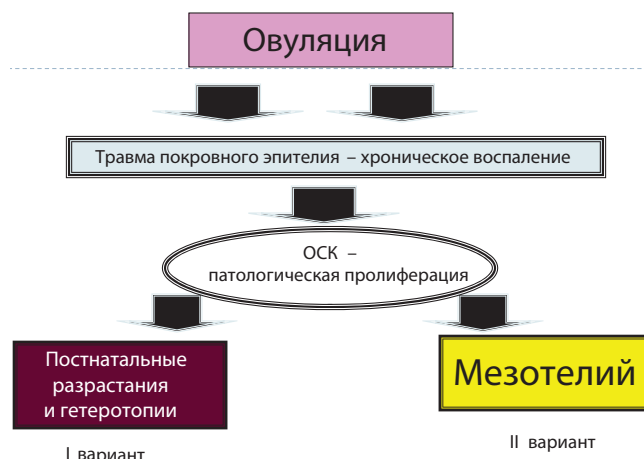 Овуляция
Травма покровного эпителия – хроническое воспаление
ОСК –
патологическая пролиферация
Постнатальные
разрастания
и гетеротопии
Мезотелий
I вариант
II вариант